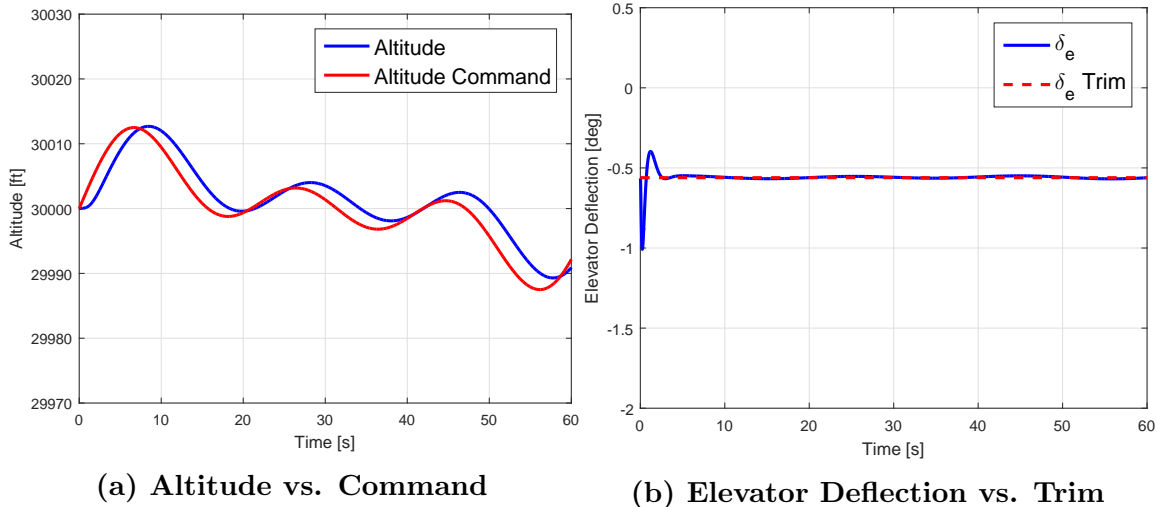 30030
30020
30010
30000
29990
29980
29970
Altitude [ft]
Altitude
Altitude Command
0 10 20 30 40 50 60
Time [s]
(a) Altitude vs. Command
0.5
0
-0.5
-1
-1.5
-2
Elevator Deflection [deg]
δe
δe Trim
0 10 20 30 40 50 60
Time [s]
(b) Elevator Deflection vs. Trim